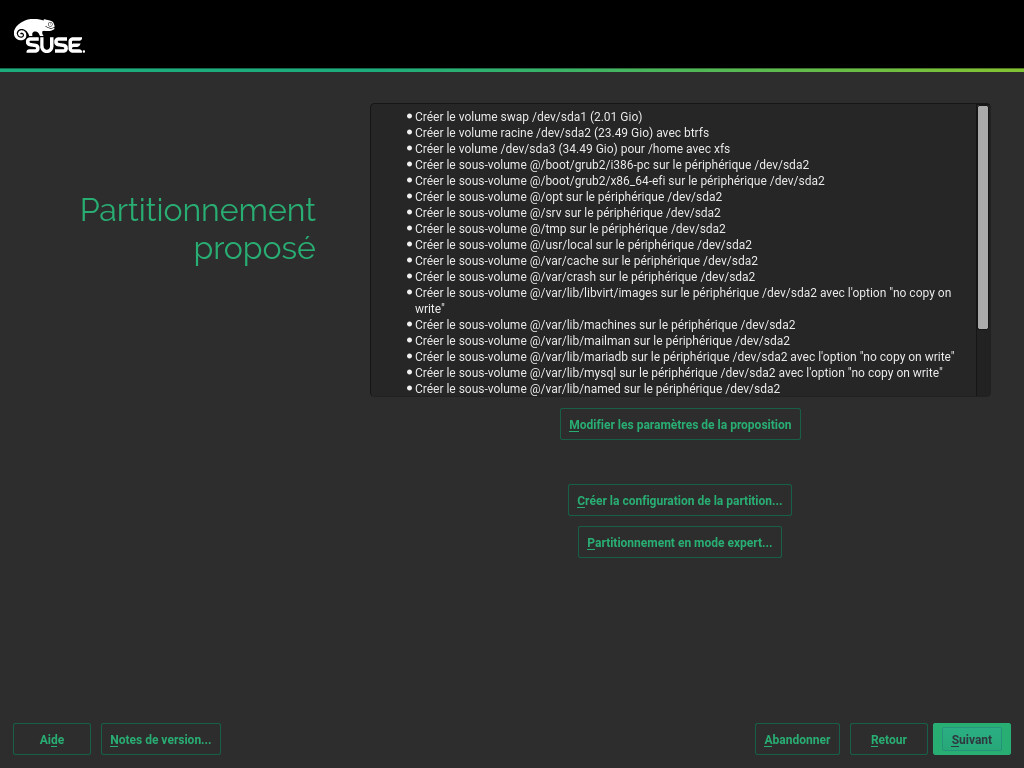 SUSE.
Partitionnement
proposé
• Créer le volume swap /dev/sda1 (2.01 Gio)
• Créer le volume racine /dev/sda2 (23.49 Gio) avec btrfs
• Créer le volume /dev/sda3 (34.49 Gio) pour /home avec xfs
• Créer le sous-volume @/boot/grub2/i386-pc sur le périphérique /dev/sda2
• Créer le sous-volume @/boot/grub2/x86_64-efi sur le périphérique /dev/sda2
• Créer le sous-volume @/opt sur le périphérique /dev/sda2
• Créer le sous-volume @/srv sur le périphérique /dev/sda2
• Créer le sous-volume @/tmp sur le périphérique /dev/sda2
• Créer le sous-volume @/usr/local sur le périphérique /dev/sda2
• Créer le sous-volume @/var/cache sur le périphérique /dev/sda2
• Créer le sous-volume @/var/crash sur le périphérique /dev/sda2
• Créer le sous-volume @/var/lib/libvirt/images sur le périphérique /dev/sda2 avec l'option "no copy on
write"
• Créer le sous-volume @/var/lib/machines sur le périphérique /dev/sda2
• Créer le sous-volume @/var/lib/mailman sur le périphérique /dev/sda2
• Créer le sous-volume @/var/lib/mariadb sur le périphérique /dev/sda2 avec l'option "no copy on write"
• Créer le sous-volume @/var/lib/mysql sur le périphérique /dev/sda2 avec l'option "no copy on write"
• Créer le sous-volume @/var/lib/named sur le périphérique /dev/sda2
Modifier les paramètres de la proposition
Créer la configuration de la partition...
Partitionnement en mode expert...
Aide
Notes de version...
Abandonner
Retour
Suivant